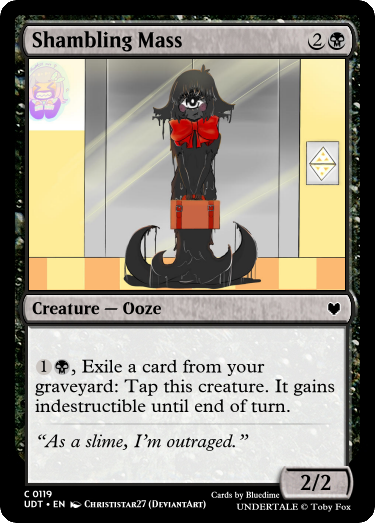 Shambling Mass 2
Creature — Ooze
1, Exile a card from your
graveyard: Tap this creature. It gains
indestructible until end of turn.
“As a slime, I’m outraged.”
2/2
C 0119
UDT • EN Christistar27 (DeviantArt)
Cards by Bluedime
UNDERTALE © Toby Fox